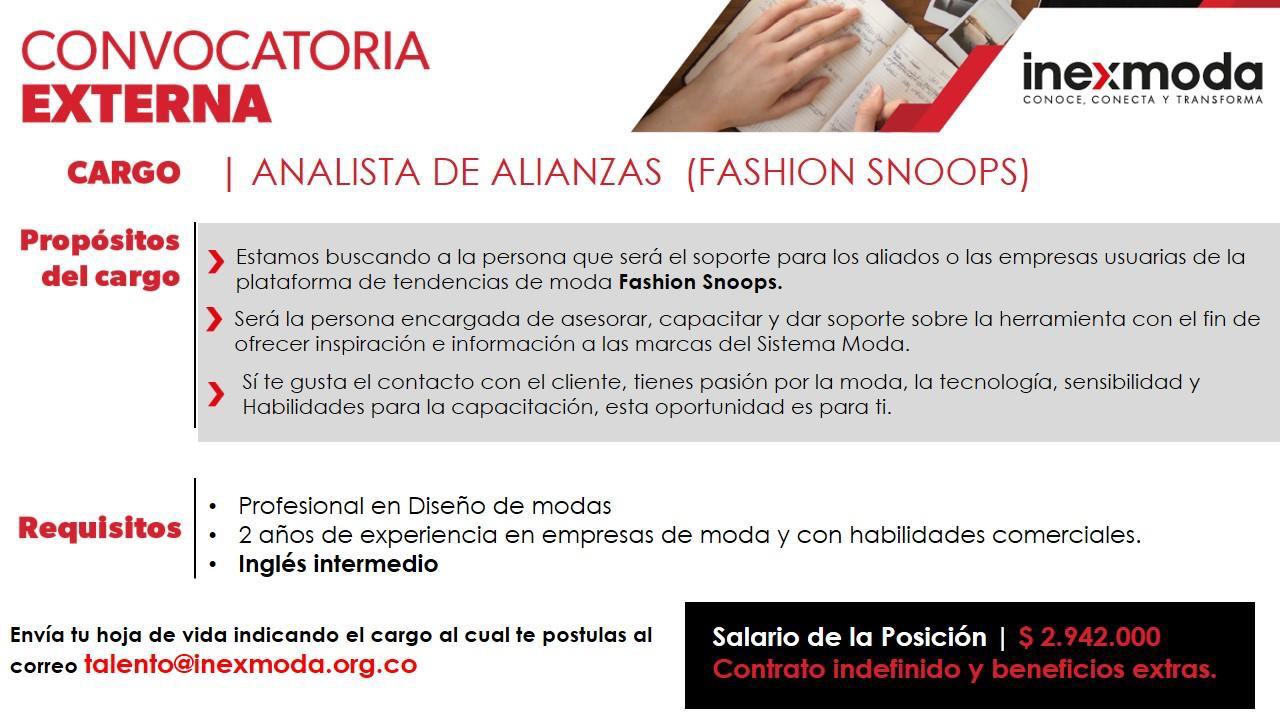 CONVOCATORIA
EXTERNA
inexmoda
CONOCE, CONECTA Y TRANSFORMA
CARGO | ANALISTA DE ALIANZAS (FASHION SNOOPS)
Propósitos
del cargo
Estamos buscando a la persona que será el soporte para los aliados o las empresas usuarias de la
plataforma de tendencias de moda Fashion Snoops.
Será la persona encargada de asesorar, capacitar y dar soporte sobre la herramienta con el fin de
ofrecer inspiración e información a las marcas del Sistema Moda.
Sí te gusta el contacto con el cliente, tienes pasión por la moda, la tecnología, sensibilidad y
Habilidades para la capacitación, esta oportunidad es para ti.
Requisitos
• Profesional en Diseño de modas
• 2 años de experiencia en empresas de moda y con habilidades comerciales.
• Inglés intermedio
Envía tu hoja de vida indicando el cargo al cual te postulas al
correo talento@inexmoda.org.co
Salario de la Posición | $ 2.942.000
Contrato indefinido y beneficios extras.